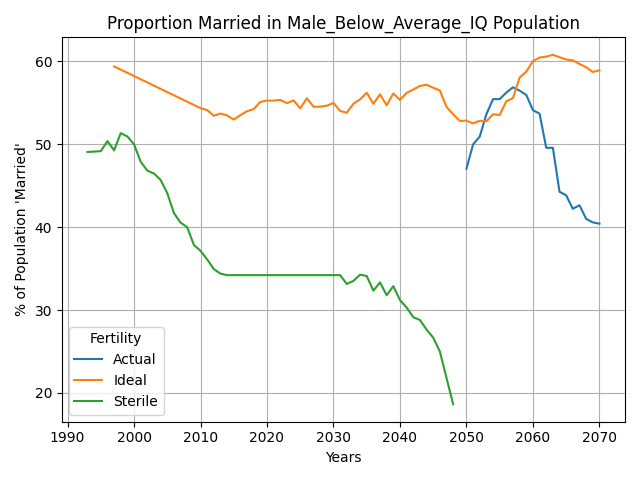 Proportion Married in Male_Below_Average_IQ Population
% of Population 'Married'
60
50
40
30
20
Fertility
Actual
Ideal
Sterile
1990 2000 2010 2020 2030 2040 2050 2060 2070
Years